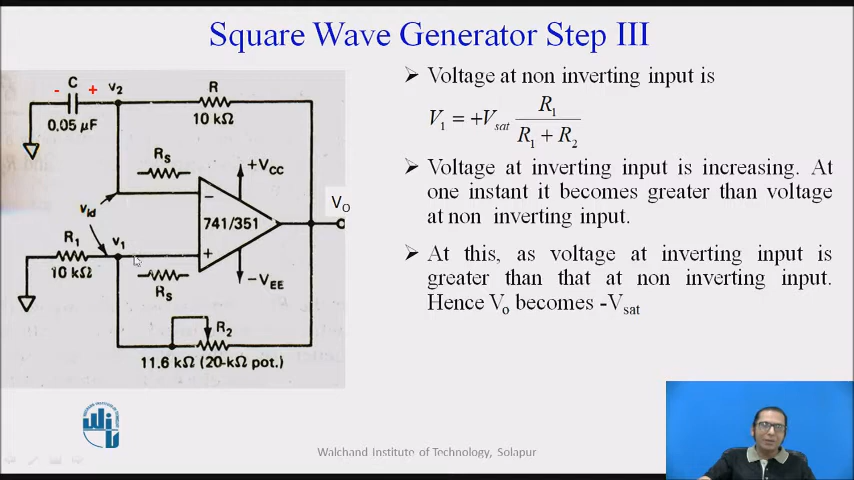 Square Wave Generator Step III
➢ Voltage at non inverting input is
V1 = +Vsat R1 / R1 + R2
➢ Voltage at inverting input is increasing. At
one instant it becomes greater than voltage
at non inverting input.
➢ At this, as voltage at inverting input is
greater than that at non inverting input.
Hence Vo becomes -Vsat
- C + v2
0.05 µF
R
10 kΩ
RS
+VCC
vid
−
741/351
VO
R1
v1
+
10 kΩ
RS
−VEE
R2
11.6 kΩ (20-kΩ pot.)
Walchand Institute of Technology, Solapur